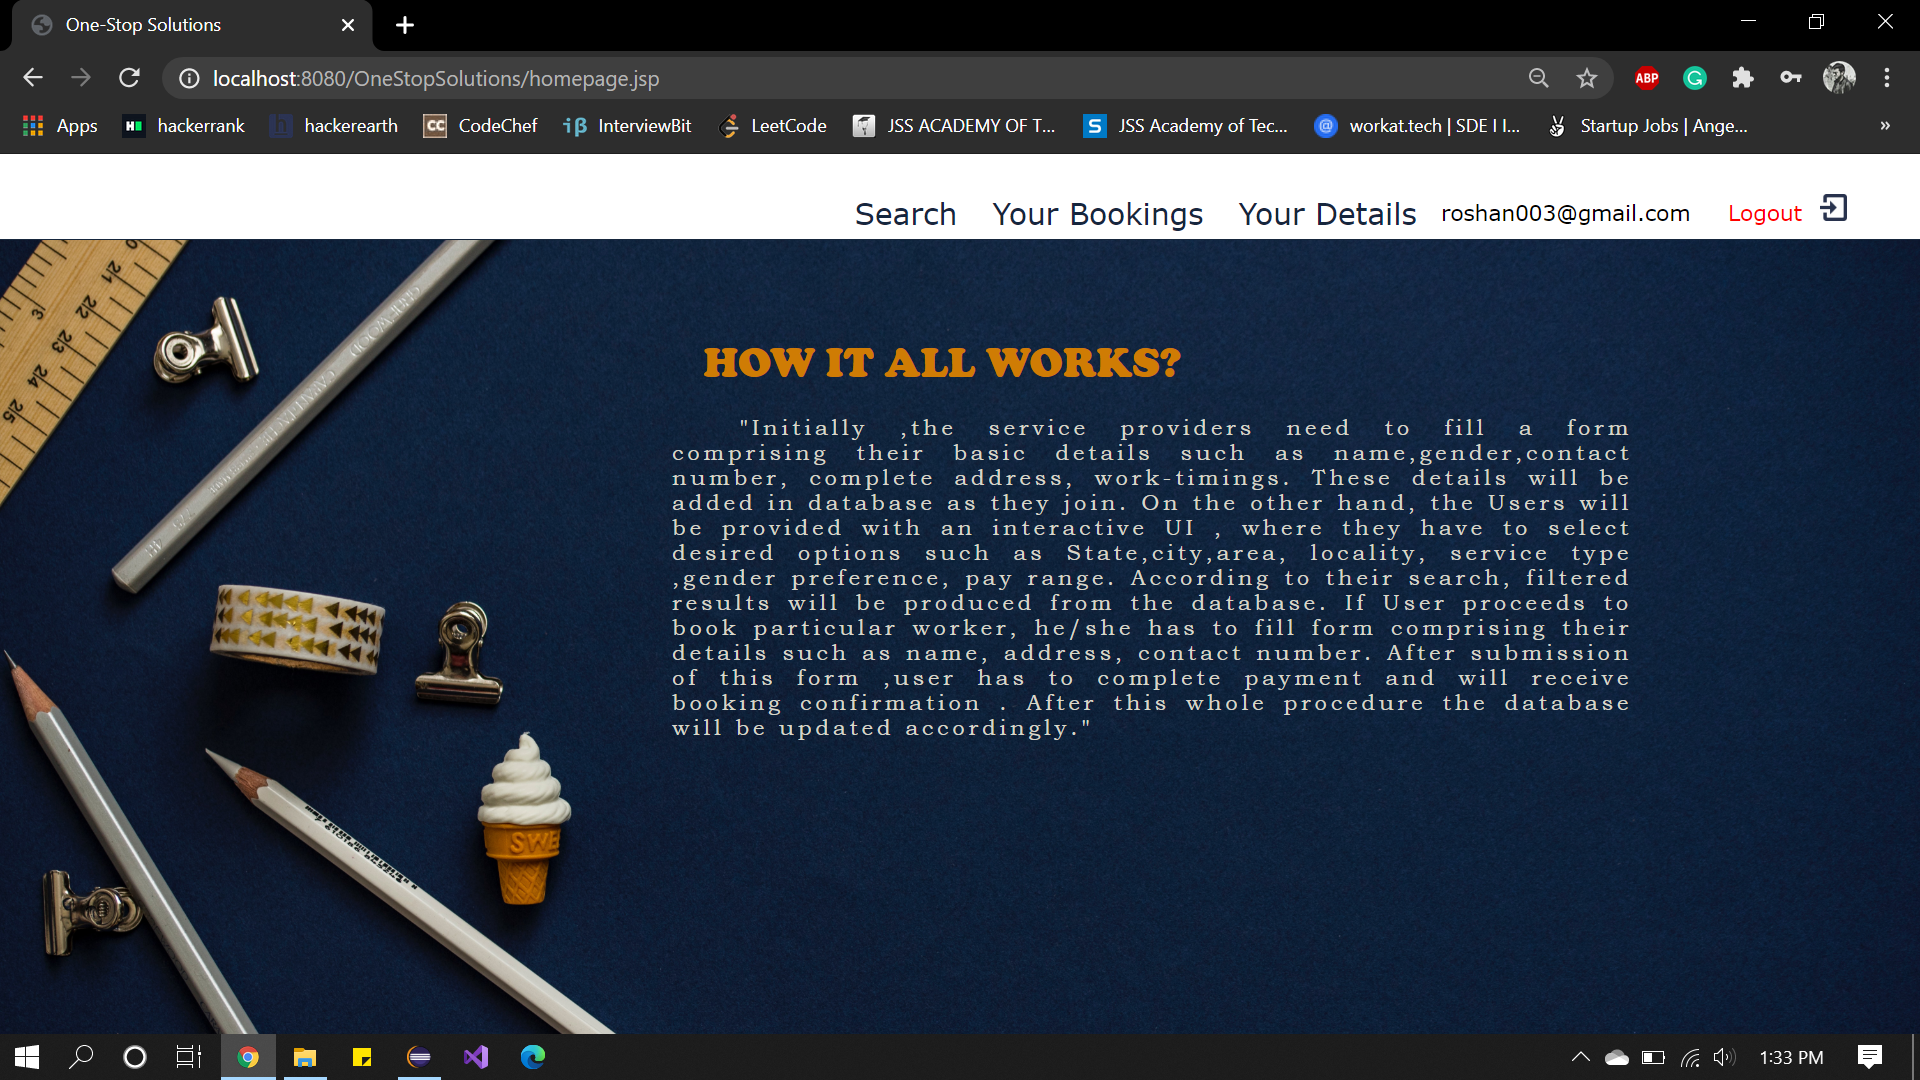 One-Stop Solutions
localhost:8080/OneStopSolutions/homepage.jsp
ABP
Apps
hackerrank
hackerearth
CC CodeChef
InterviewBit
LeetCode
JSS ACADEMY OF T...
S JSS Academy of Tec...
@ workat.tech | SDE I I...
Startup Jobs | Ange...
»
Search Your Bookings Your Details roshan003@gmail.com Logout
HOW IT ALL WORKS?
"Initially ,the service providers need to fill a form
comprising their basic details such as name,gender,contact
number, complete address, work-timings. These details will be
added in database as they join. On the other hand, the Users will
be provided with an interactive UI , where they have to select
desired options such as State,city,area, locality, service type
,gender preference, pay range. According to their search, filtered
results will be produced from the database. If User proceeds to
book particular worker, he/she has to fill form comprising their
details such as name, address, contact number. After submission
of this form ,user has to complete payment and will receive
booking confirmation . After this whole procedure the database
will be updated accordingly."
SWE
1:33 PM